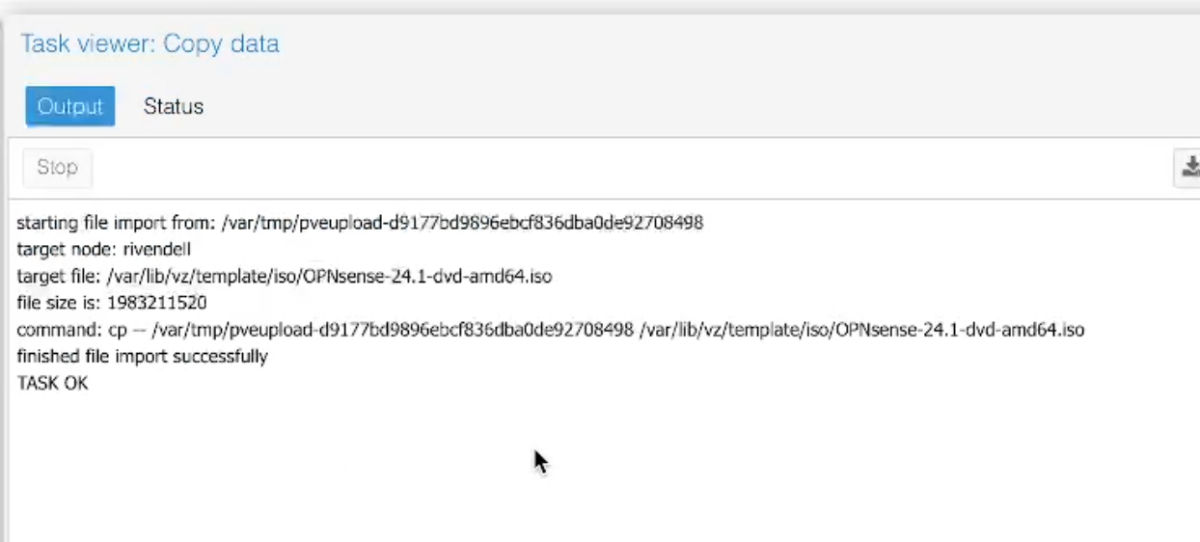 Task viewer: Copy data
Output Status
Stop
starting file import from: /var/tmp/pveupload-d9177bd9896ebcf836dba0de92708498
target node: rivendell
target file: /var/lib/vz/template/iso/OPNsense-24.1-dvd-amd64.iso
file size is: 1983211520
command: cp -- /var/tmp/pveupload-d9177bd9896ebcf836dba0de92708498 /var/lib/vz/template/iso/OPNsense-24.1-dvd-amd64.iso
finished file import successfully
TASK OK